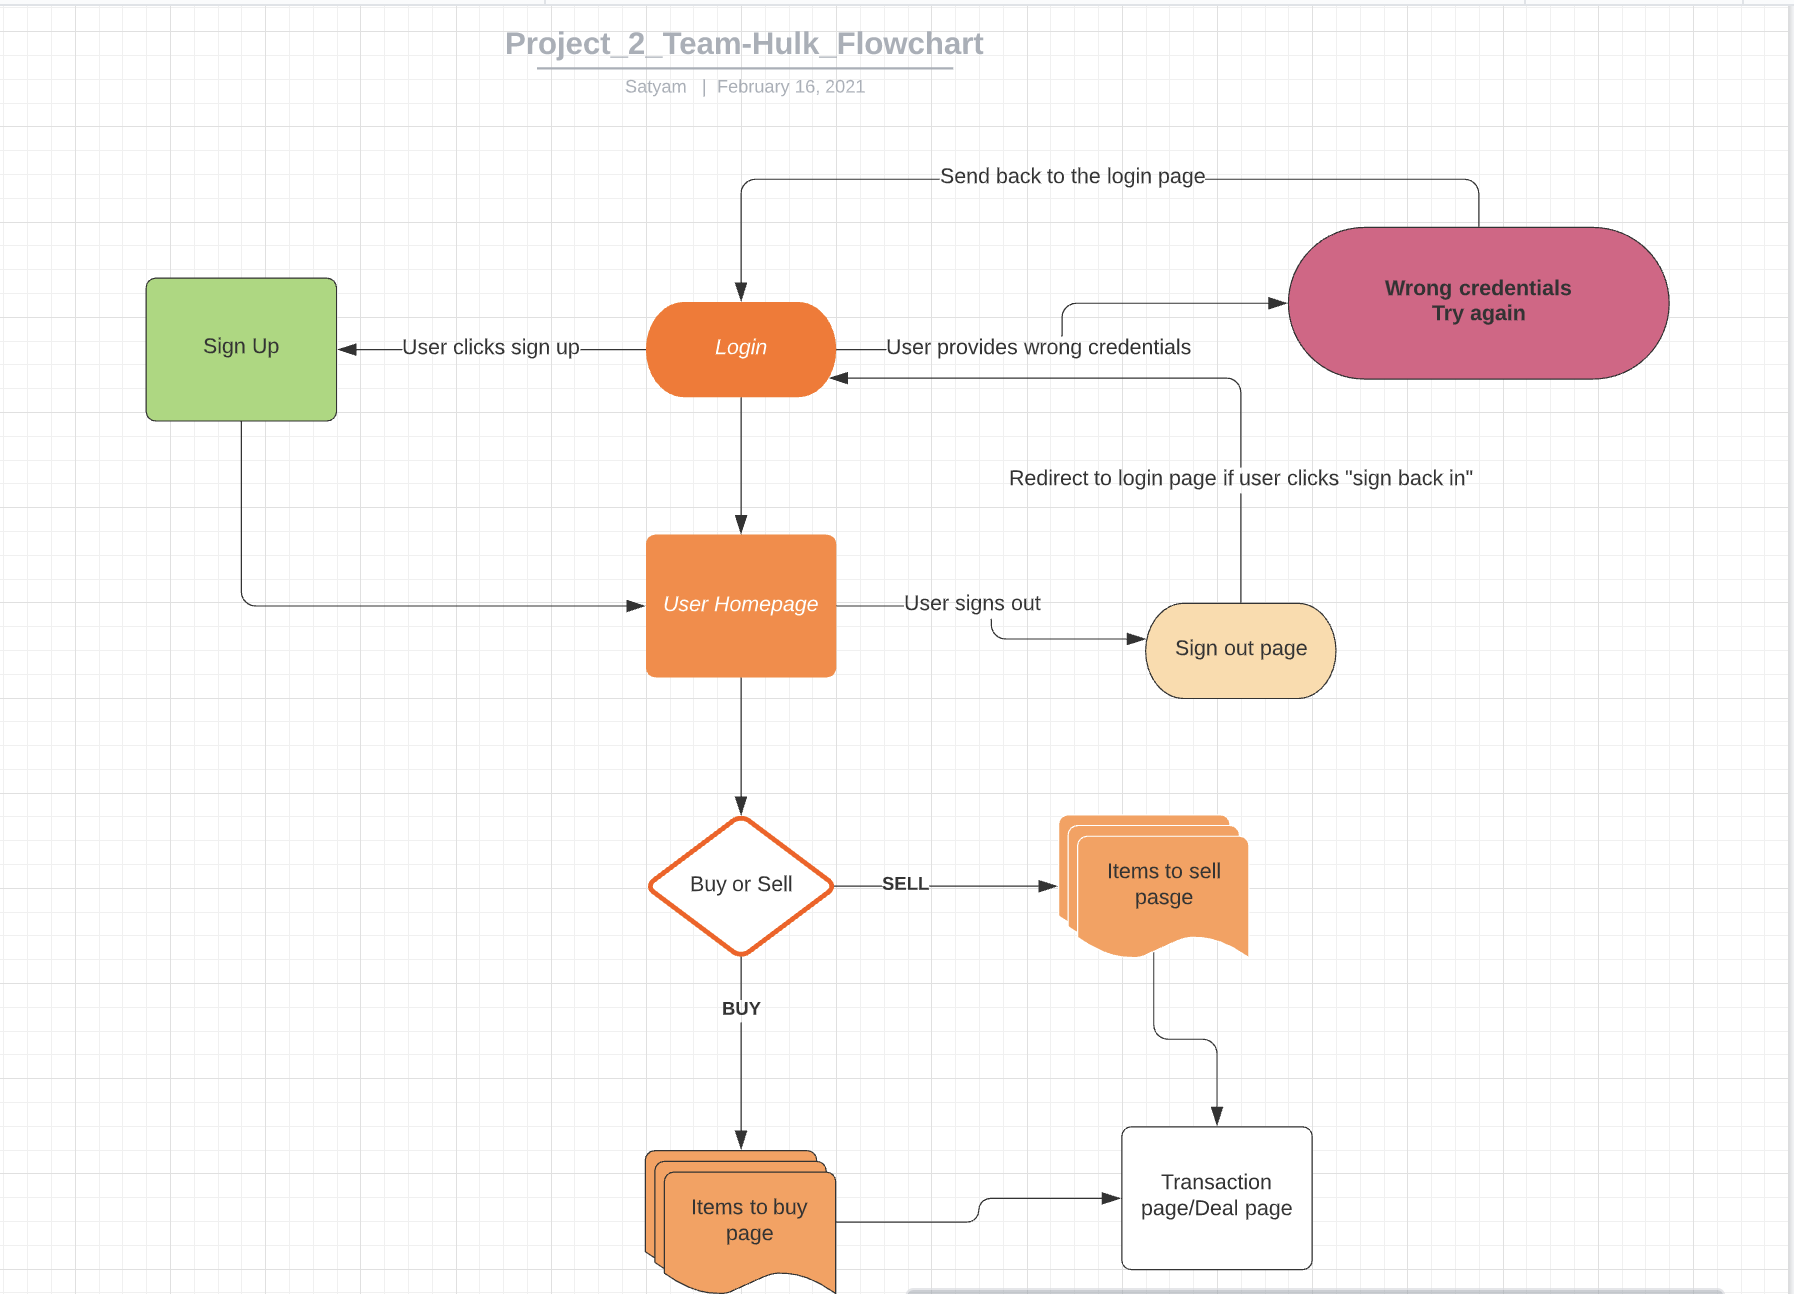 Project_2_Team-Hulk_Flowchart
Satyam | February 16, 2021
Send back to the login page
Wrong credentials
Try again
Sign Up
User clicks sign up
Login
User provides wrong credentials
Redirect to login page if user clicks "sign back in"
User Homepage
User signs out
Sign out page
Buy or Sell
SELL
Items to sell
pasge
BUY
Items to buy
page
Transaction
page/Deal page